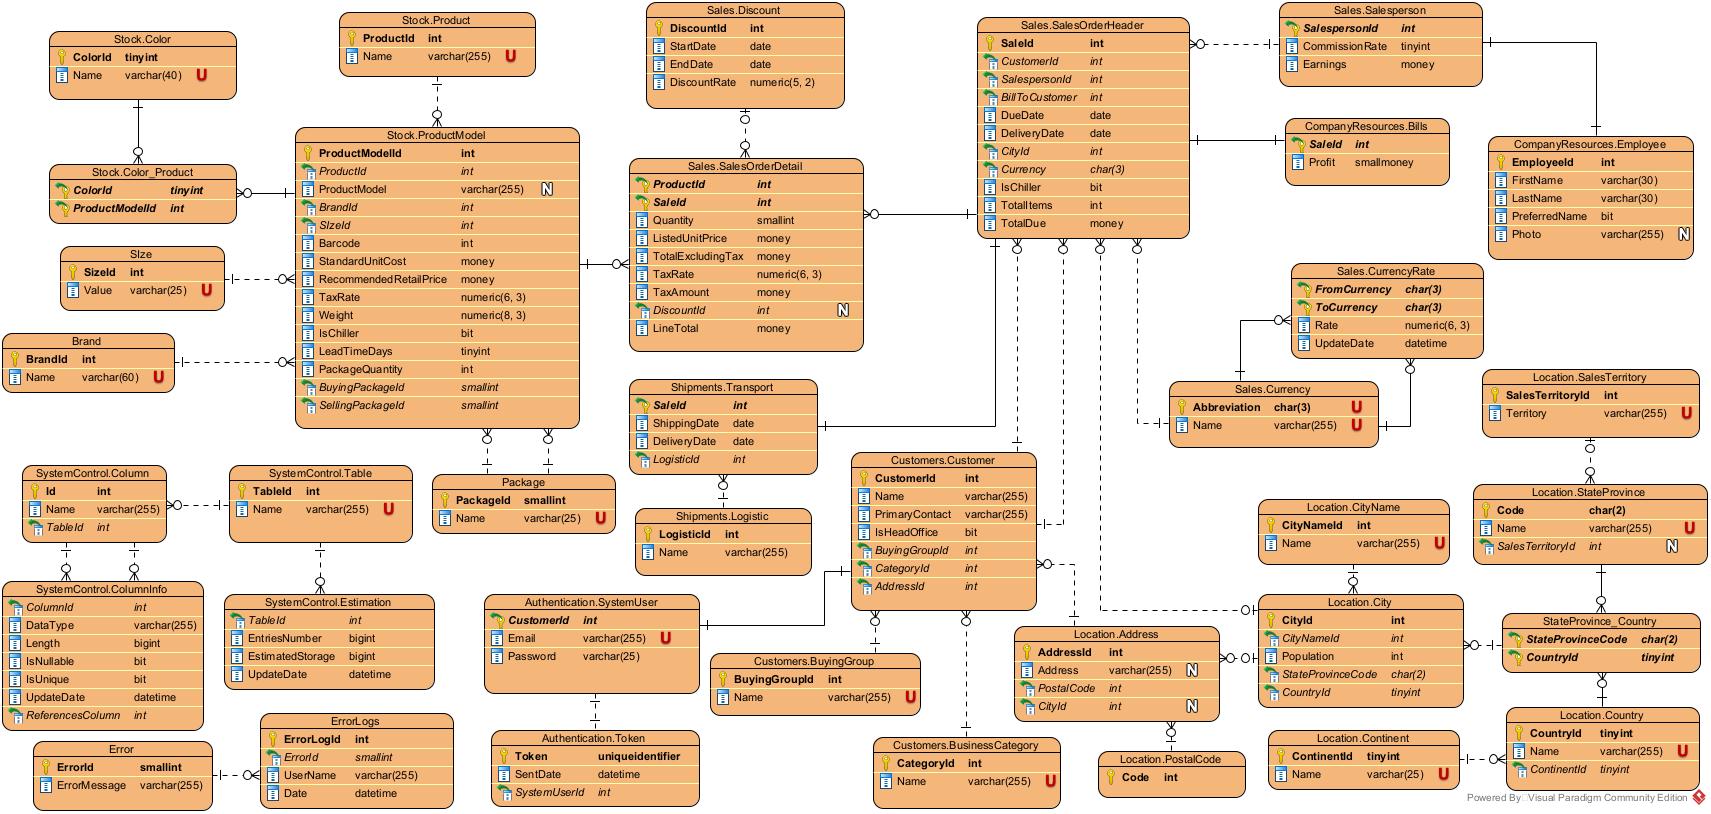 Stock.Color
ColorId tinyint
Name varchar(40) U
Stock.Product
ProductId int
Name varchar(255) U
Sales.Discount
DiscountId int
StartDate date
EndDate date
DiscountRate numeric(5, 2)
Sales.SalesOrderHeader
SaleId int
CustomerId int
SalespersonId int
BillToCustomer int
DueDate date
DeliveryDate date
CityId int
Currency char(3)
IsChiller bit
TotalItems int
TotalDue money
Sales.Salesperson
SalespersonId int
CommissionRate tinyint
Earnings money
CompanyResources.Bills
SaleId int
Profit smallmoney
CompanyResources.Employee
EmployeeId int
FirstName varchar(30)
LastName varchar(30)
PreferredName bit
Photo varchar(255) N
Stock.Color_Product
ColorId tinyint
ProductModelId int
Stock.ProductModel
ProductModelId int
ProductId int
ProductModel varchar(255) N
BrandId int
SIzeId int
Barcode int
StandardUnitCost money
RecommendedRetailPrice money
TaxRate numeric(6, 3)
Weight numeric(8, 3)
IsChiller bit
LeadTimeDays tinyint
PackageQuantity int
BuyingPackageId smallint
SellingPackageId smallint
Sales.SalesOrderDetail
ProductId int
SaleId int
Quantity smallint
ListedUnitPrice money
TotalExcludingTax money
TaxRate numeric(6, 3)
TaxAmount money
DiscountId int N
LineTotal money
SIze
SizeId int
Value varchar(25) U
Brand
BrandId int
Name varchar(60) U
Sales.CurrencyRate
FromCurrency char(3)
ToCurrency char(3)
Rate numeric(6, 3)
UpdateDate datetime
Sales.Currency
Abbreviation char(3) U
Name varchar(255) U
Location.SalesTerritory
SalesTerritoryId int
Territory varchar(255) U
Shipments.Transport
SaleId int
ShippingDate date
DeliveryDate date
LogisticId int
Shipments.Logistic
LogisticId int
Name varchar(255)
Package
PackageId smallint
Name varchar(25) U
SystemControl.Column
Id int
Name varchar(255)
TableId int
SystemControl.Table
TableId int
Name varchar(255) U
Customers.Customer
CustomerId int
Name varchar(255)
PrimaryContact varchar(255)
IsHeadOffice bit
BuyingGroupId int
CategoryId int
AddressId int
Location.CityName
CityNameId int
Name varchar(255) U
Location.StateProvince
Code char(2)
Name varchar(255) U
SalesTerritoryId int N
SystemControl.ColumnInfo
ColumnId int
DataType varchar(255)
Length bigint
IsNullable bit
IsUnique bit
UpdateDate datetime
ReferencesColumn int
SystemControl.Estimation
TableId int
EntriesNumber bigint
EstimatedStorage bigint
UpdateDate datetime
Authentication.SystemUser
CustomerId int
Email varchar(255) U
Password varchar(25)
Customers.BuyingGroup
BuyingGroupId int
Name varchar(255) U
Location.Address
AddressId int
Address varchar(255) N
PostalCode int
CityId int N
Location.City
CityId int
CityNameId int
Population int
StateProvinceCode char(2)
CountryId tinyint
StateProvince_Country
StateProvinceCode char(2)
CountryId tinyint
Error
ErrorId smallint
ErrorMessage varchar(255)
ErrorLogs
ErrorLogId int
ErrorId smallint
UserName varchar(255)
Date datetime
Authentication.Token
Token uniqueidentifier
SentDate datetime
SystemUserId int
Customers.BusinessCategory
CategoryId int
Name varchar(255) U
Location.PostalCode
Code int
Location.Continent
ContinentId tinyint
Name varchar(25) U
Location.Country
CountryId tinyint
Name varchar(255) U
ContinentId tinyint
Powered By Visual Paradigm Community Edition